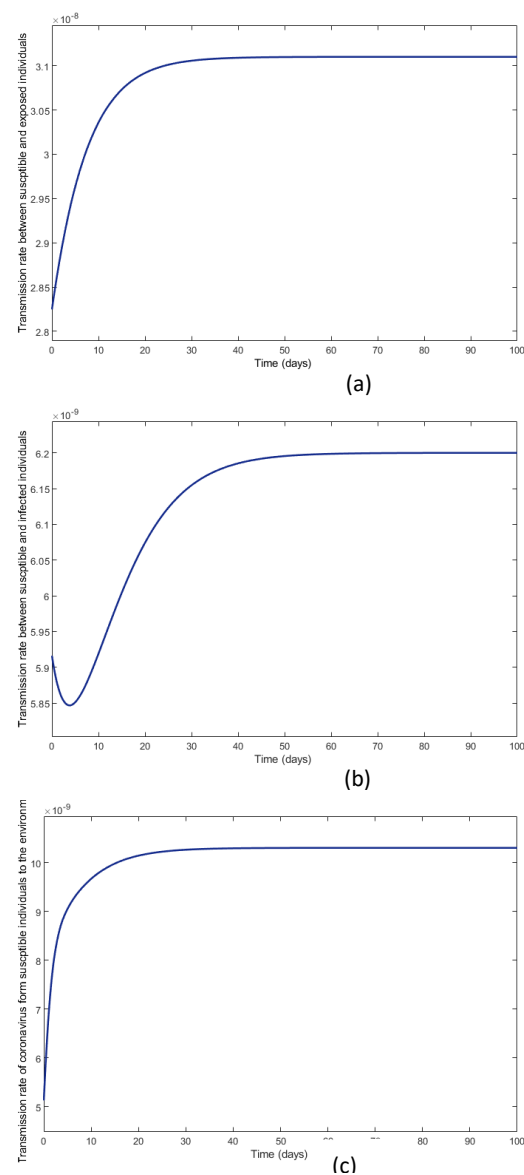 ×10⁻⁸
Transmission rate between suscptible and exposed individuals
3.1
3.05
3
2.95
2.9
2.85
2.8
0 10 20 30 40 50 60 70 80 90 100
Time (days)
(a)
×10⁻⁹
Transmission rate between susceptible and infected individuals
6.2
6.15
6.1
6.05
6
5.95
5.9
5.85
0 10 20 30 40 50 60 70 80 90 100
Time (days)
(b)
×10⁻⁹
Transmission rate of coronavirus form suscptible individuals to the
10
9
8
7
6
5
0 10 20 30 40 50 60 70 80 90 100
Time (days)
(c)